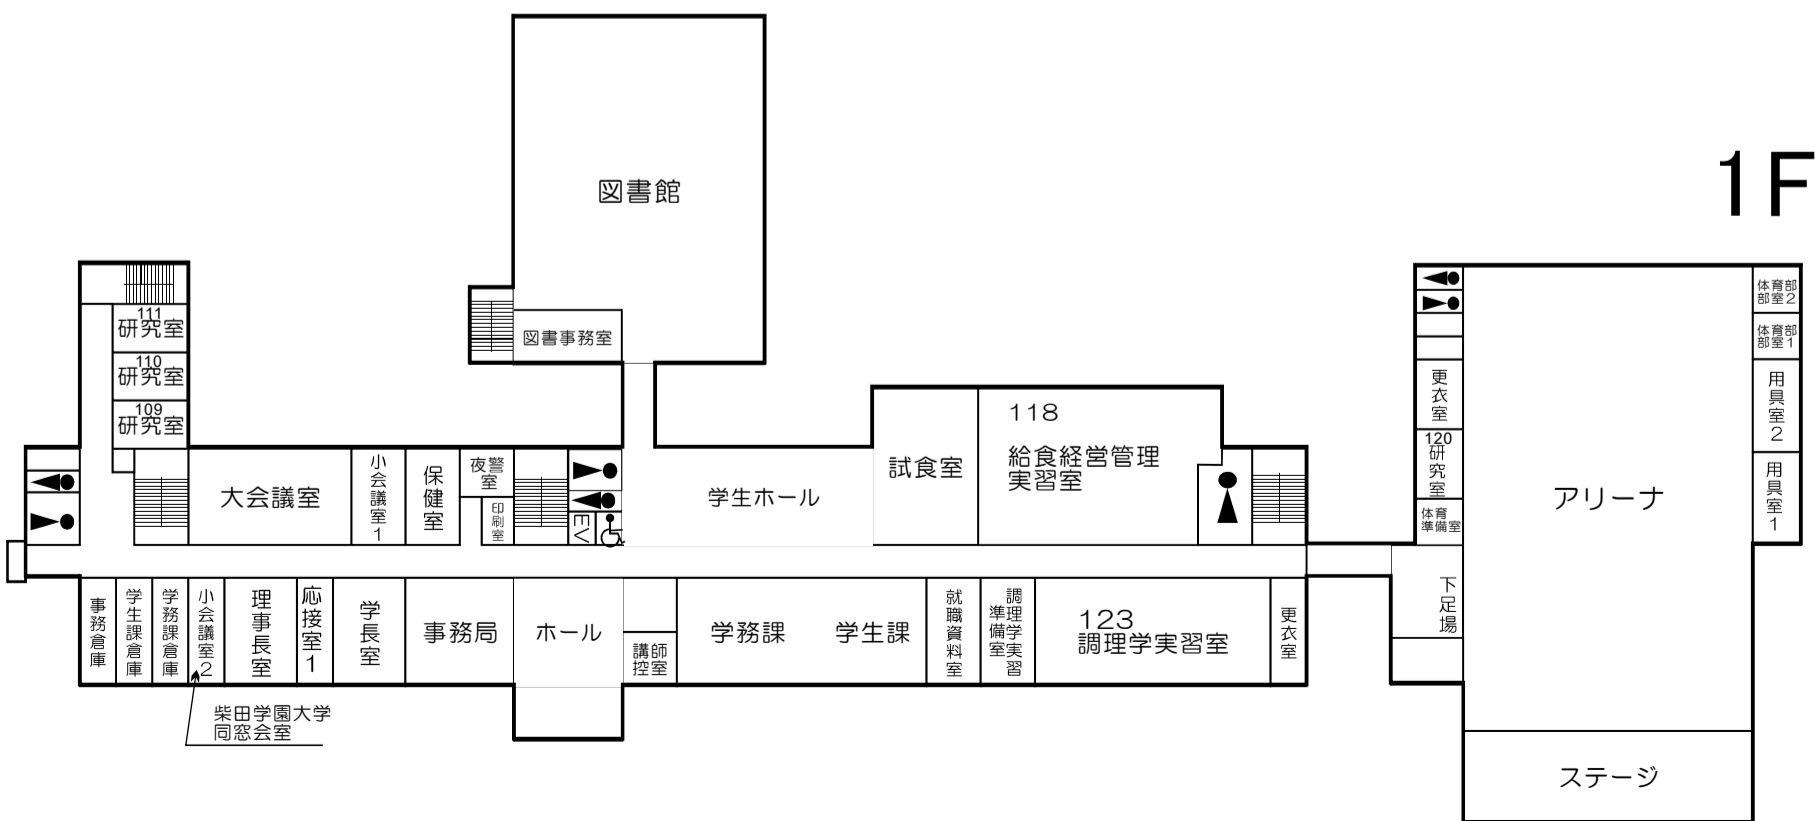 1F
図書館
図書事務室
111
研究室
110
研究室
109
研究室
大会議室
小会議室1
保健室
夜警
室
印刷室
EV
学生ホール
試食室
118
給食経営管理
実習室
体育部
部室2
体育部
部室1
用具室2
用具室1
更衣室
120
研究室
体育
準備室
アリーナ
下足場
ステージ
事務倉庫
学生課倉庫
学務課倉庫
小会議室2
理事長室
応接室1
学長室
事務局
ホール
講師
控室
学務課
学生課
就職資料室
調理学実習
準備室
123
調理学実習室
更衣室
柴田学園大学
同窓会室